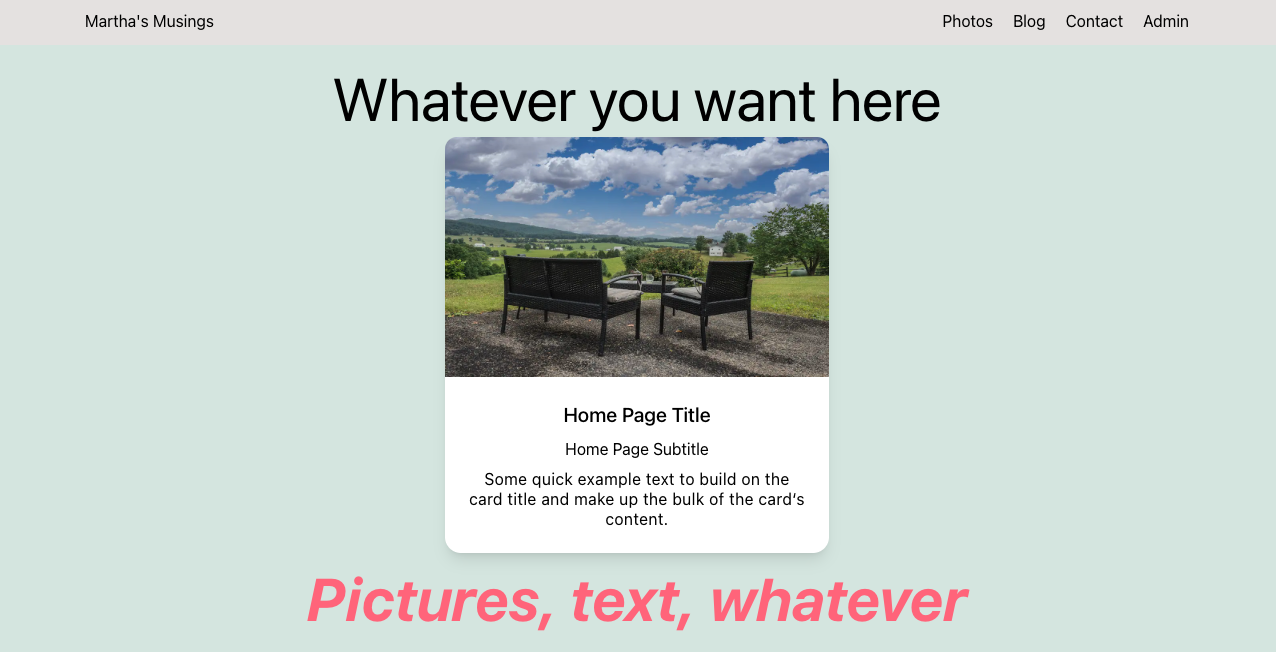 Martha's Musings
Photos Blog Contact Admin
Whatever you want here
Home Page Title
Home Page Subtitle
Some quick example text to build on the
card title and make up the bulk of the card‘s
content.
Pictures, text, whatever